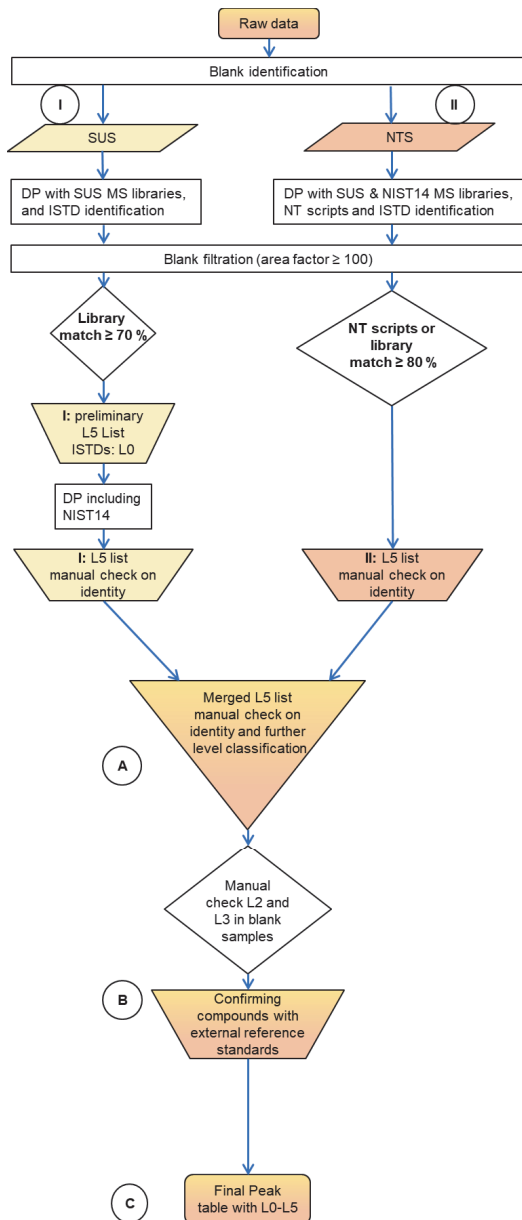 Raw data
Blank identification
I
II
SUS
NTS
DP with SUS MS libraries,
and ISTD identification
DP with SUS & NIST14 MS libraries,
NT scripts and ISTD identification
Blank filtration (area factor ≥ 100)
Library
match ≥ 70 %
NT scripts or
library
match ≥ 80 %
I: preliminary
L5 List
ISTDs: L0
DP including
NIST14
I: L5 list
manual check on
identity
II: L5 list
manual check on
identity
Merged L5 list
manual check on
identity and further
level classification
A
Manual
check L2 and
L3 in blank
samples
B
Confirming
compounds with
external reference
standards
C
Final Peak
table with L0-L5